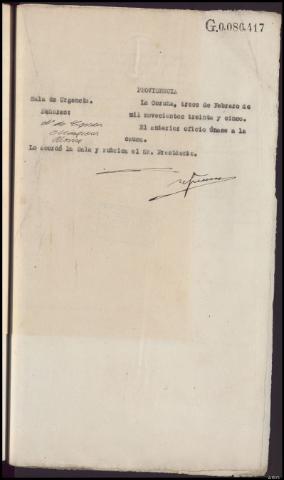 G.0.086.417
PROVIDENCIA
Sala de Urgencia.
Señores:
La Coruña, trece de Febrero de
mil novecientos treinta y cinco.
El anterior oficio únase a la
causa.
Lo acordó la Sala y rubrica el Sr. Presidente.